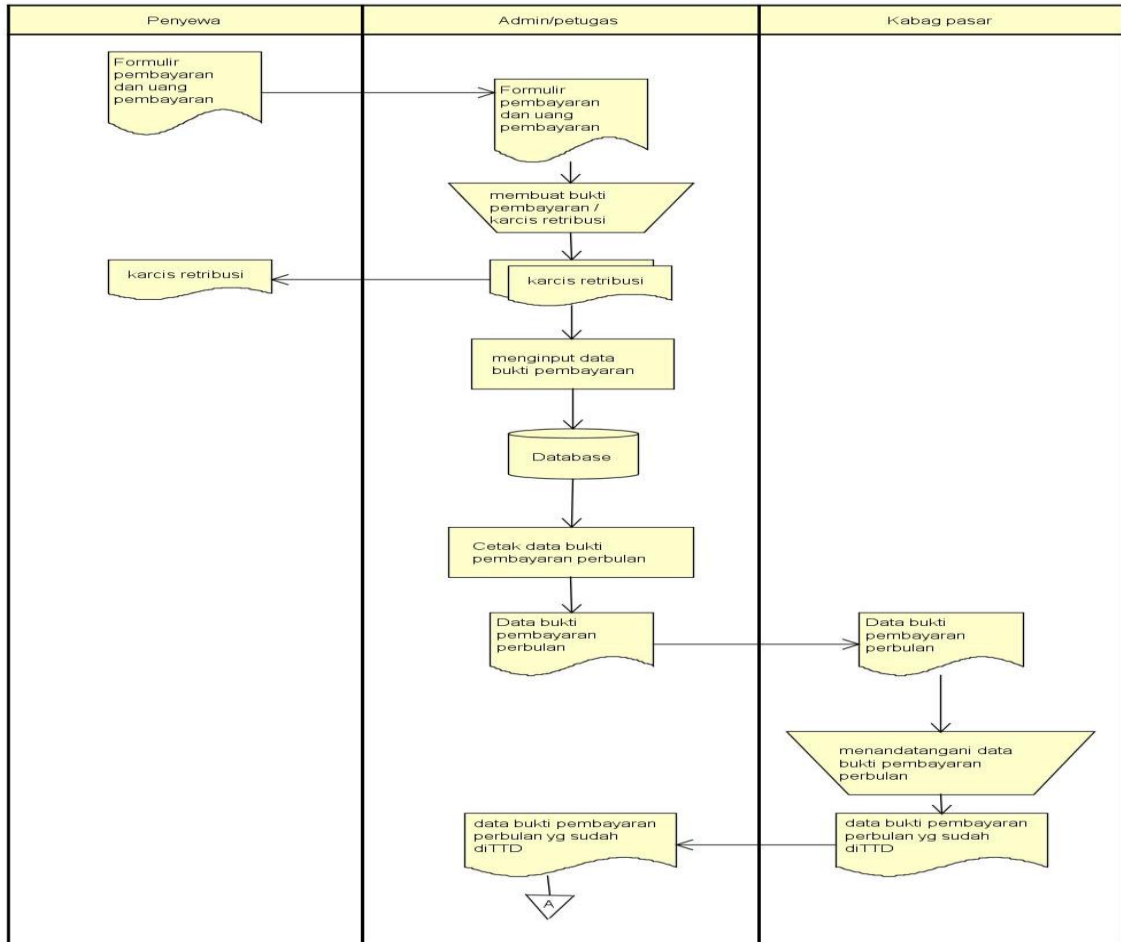 Penyewa
Admin/petugas
Kabag pasar
Formulir
pembayaran
dan uang
pembayaran
Formulir
pembayaran
dan uang
pembayaran
membuat bukti
pembayaran /
karcis retribusi
karcis retribusi
karcis retribusi
menginput data
bukti pembayaran
Database
Cetak data bukti
pembayaran perbulan
Data bukti
pembayaran
perbulan
Data bukti
pembayaran
perbulan
menandatangani data
bukti pembayaran
perbulan
data bukti pembayaran
perbulan yg sudah
diTTD
data bukti pembayaran
perbulan yg sudah
diTTD
A